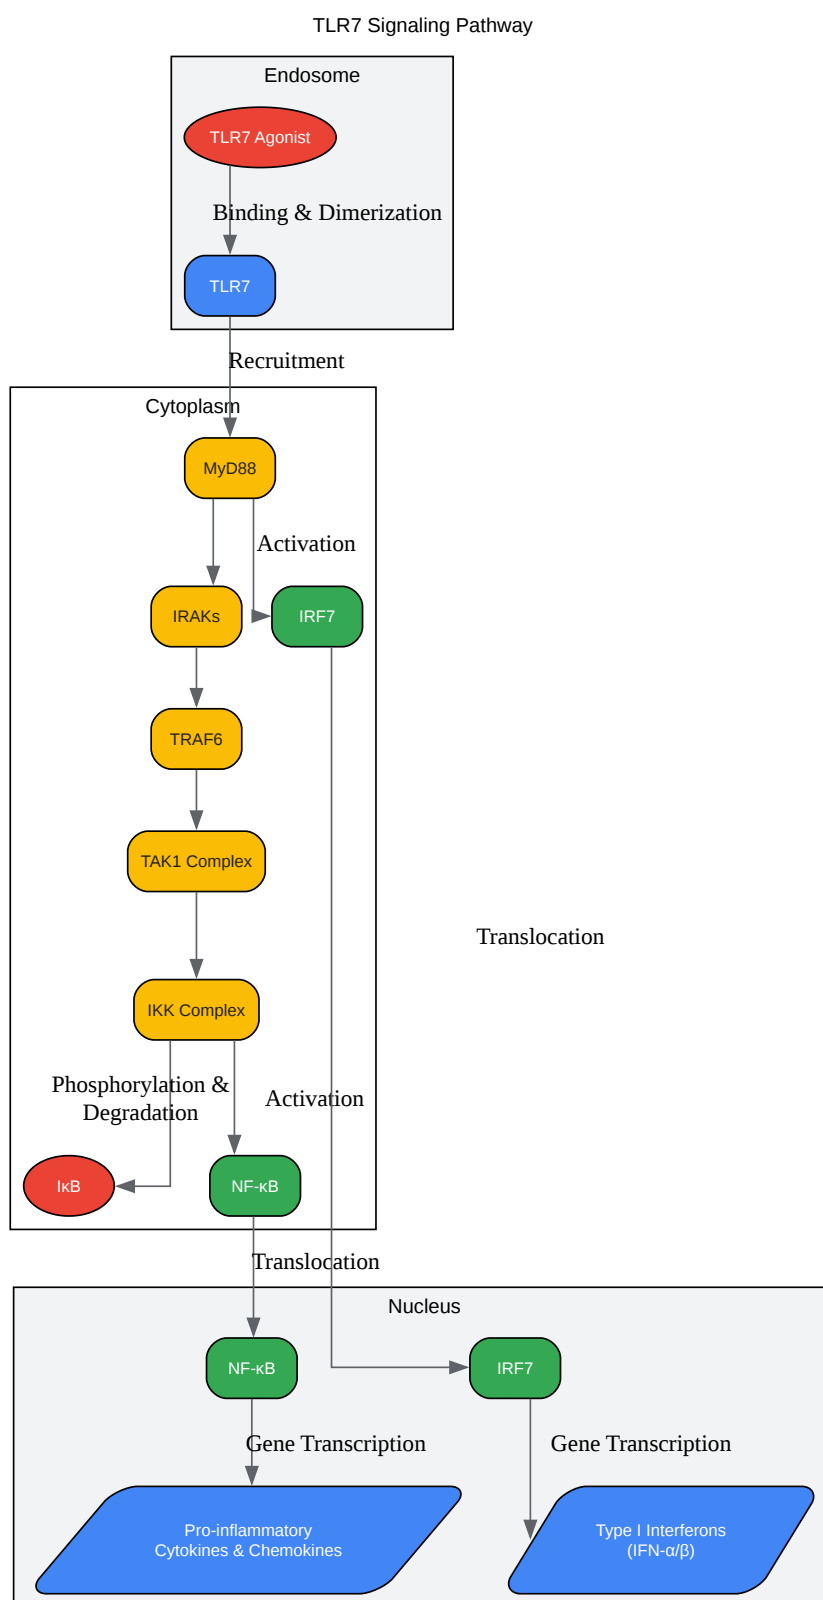 TLR7 Signaling Pathway
Endosome
TLR7 Agonist
Binding & Dimerization
TLR7
Recruitment
Cytoplasm
MyD88
Activation
IRAKs
IRF7
TRAF6
TAK1 Complex
Translocation
IKK Complex
Phosphorylation &
Degradation
Activation
IκB
NF-κB
Translocation
Nucleus
NF-κB
IRF7
Gene Transcription
Gene Transcription
Pro-inflammatory
Cytokines & Chemokines
Type I Interferons
(IFN-α/β)